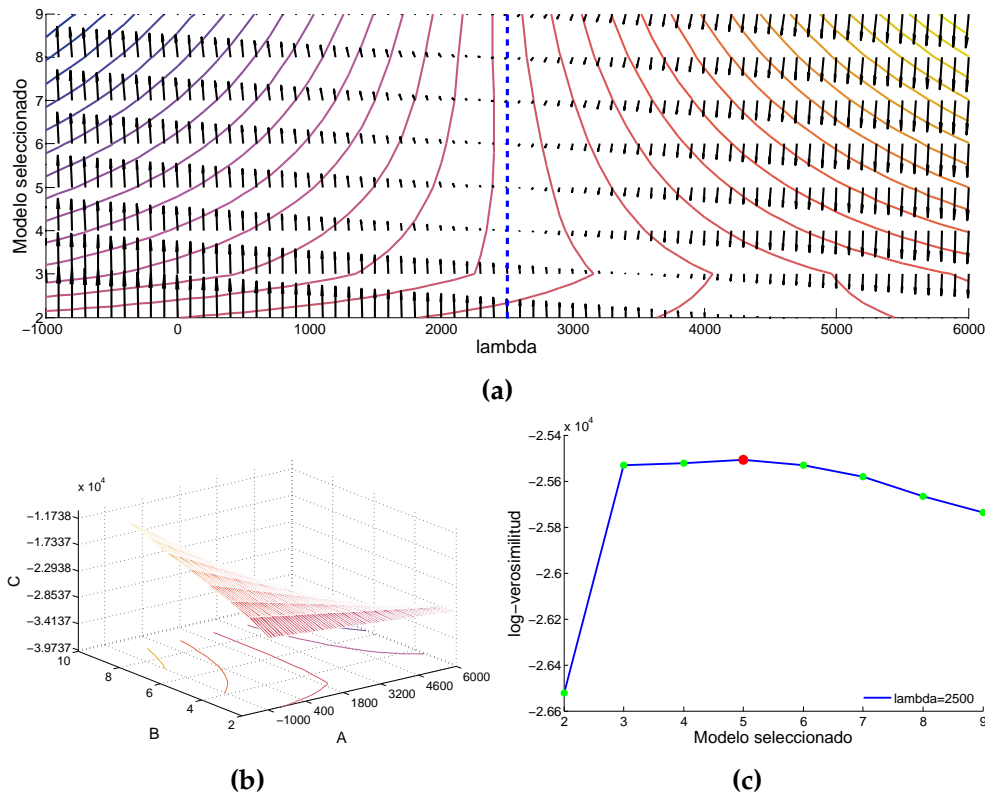 9
8
7
6
5
4
3
2
Modelo seleccionado
−1000 0 1000 2000 3000 4000 5000 6000
lambda
(a)
x 10^4
−1.1738
−1.7337
−2.2938
−2.8537
−3.4137
−3.9737
C
10
8
6
4
2
B
−1000 400 1800 3200 4600 6000
A
(b)
x 10^4
−2.54
−2.56
−2.58
−2.6
−2.62
−2.64
−2.66
log−verosimilitud
lambda=2500
2 3 4 5 6 7 8 9
Modelo seleccionado
(c)